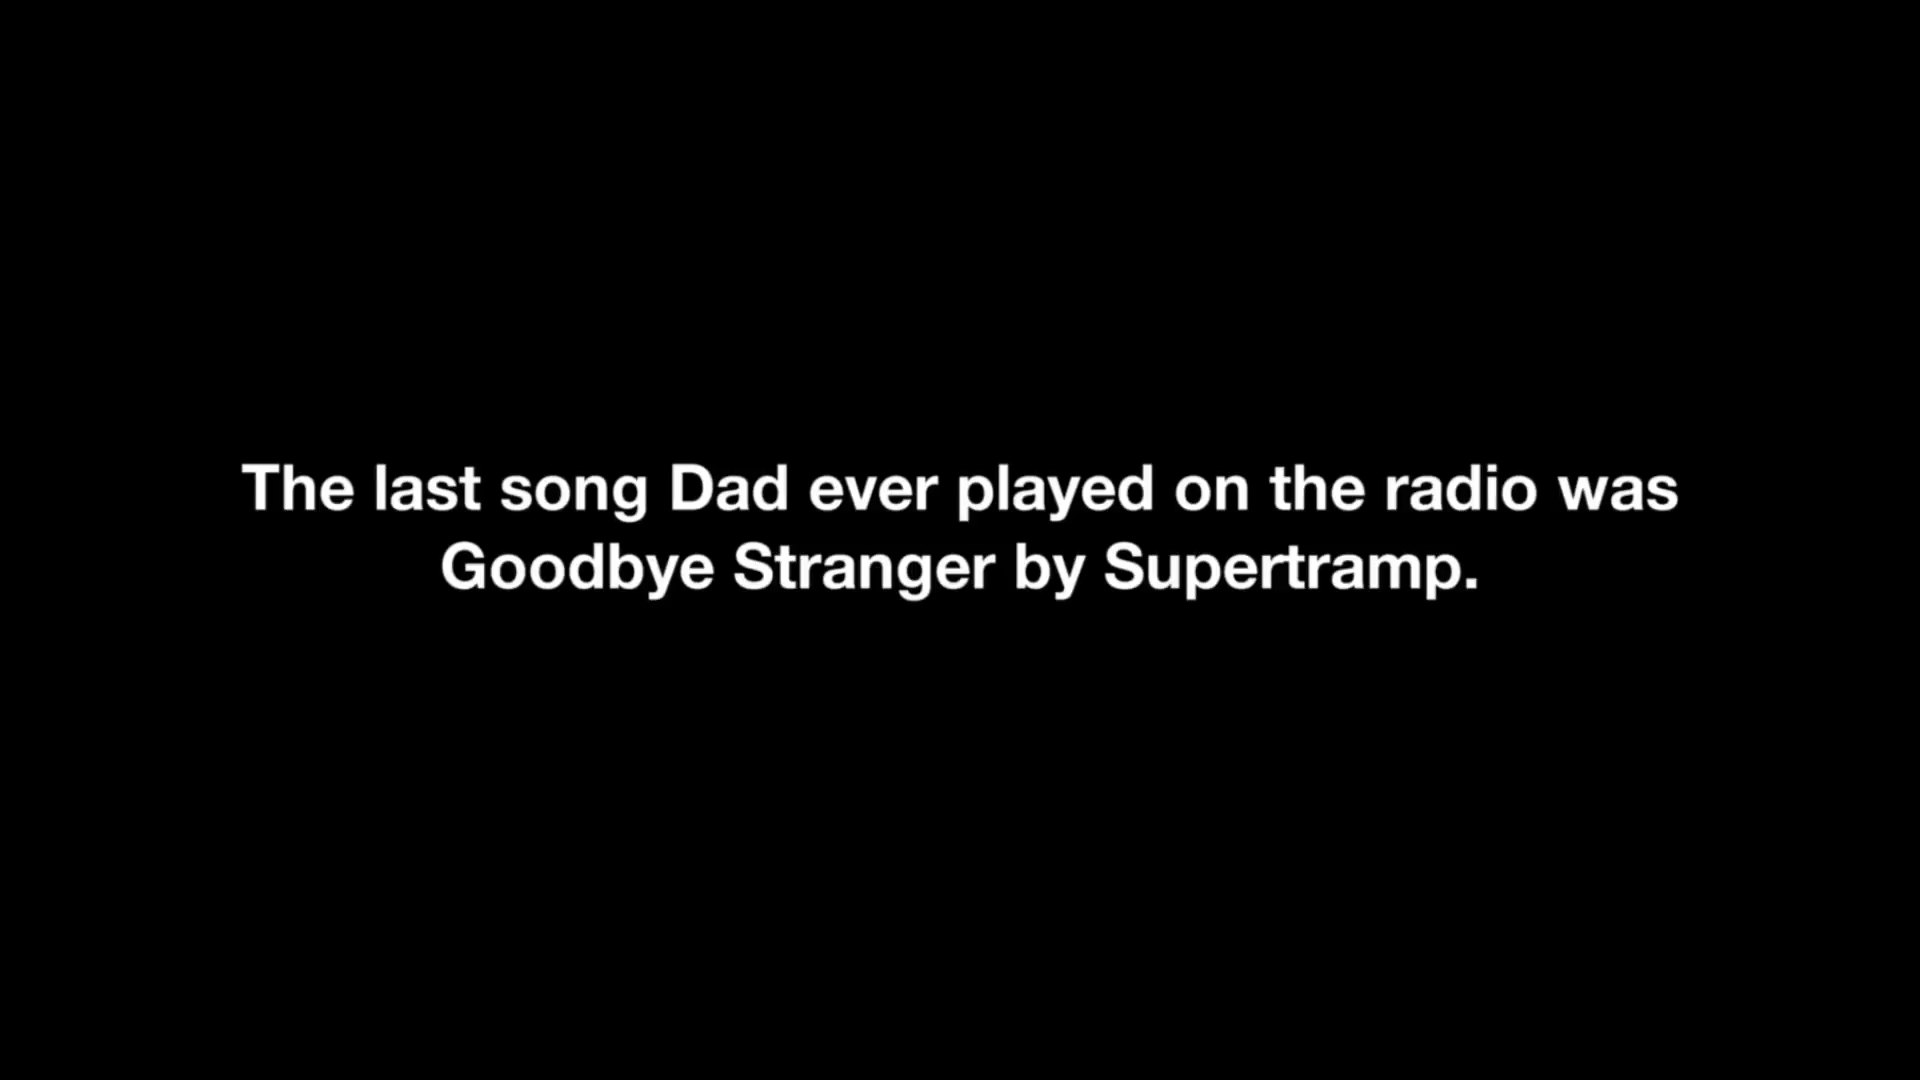 The last song Dad ever played on the radio was
Goodbye Stranger by Supertramp.